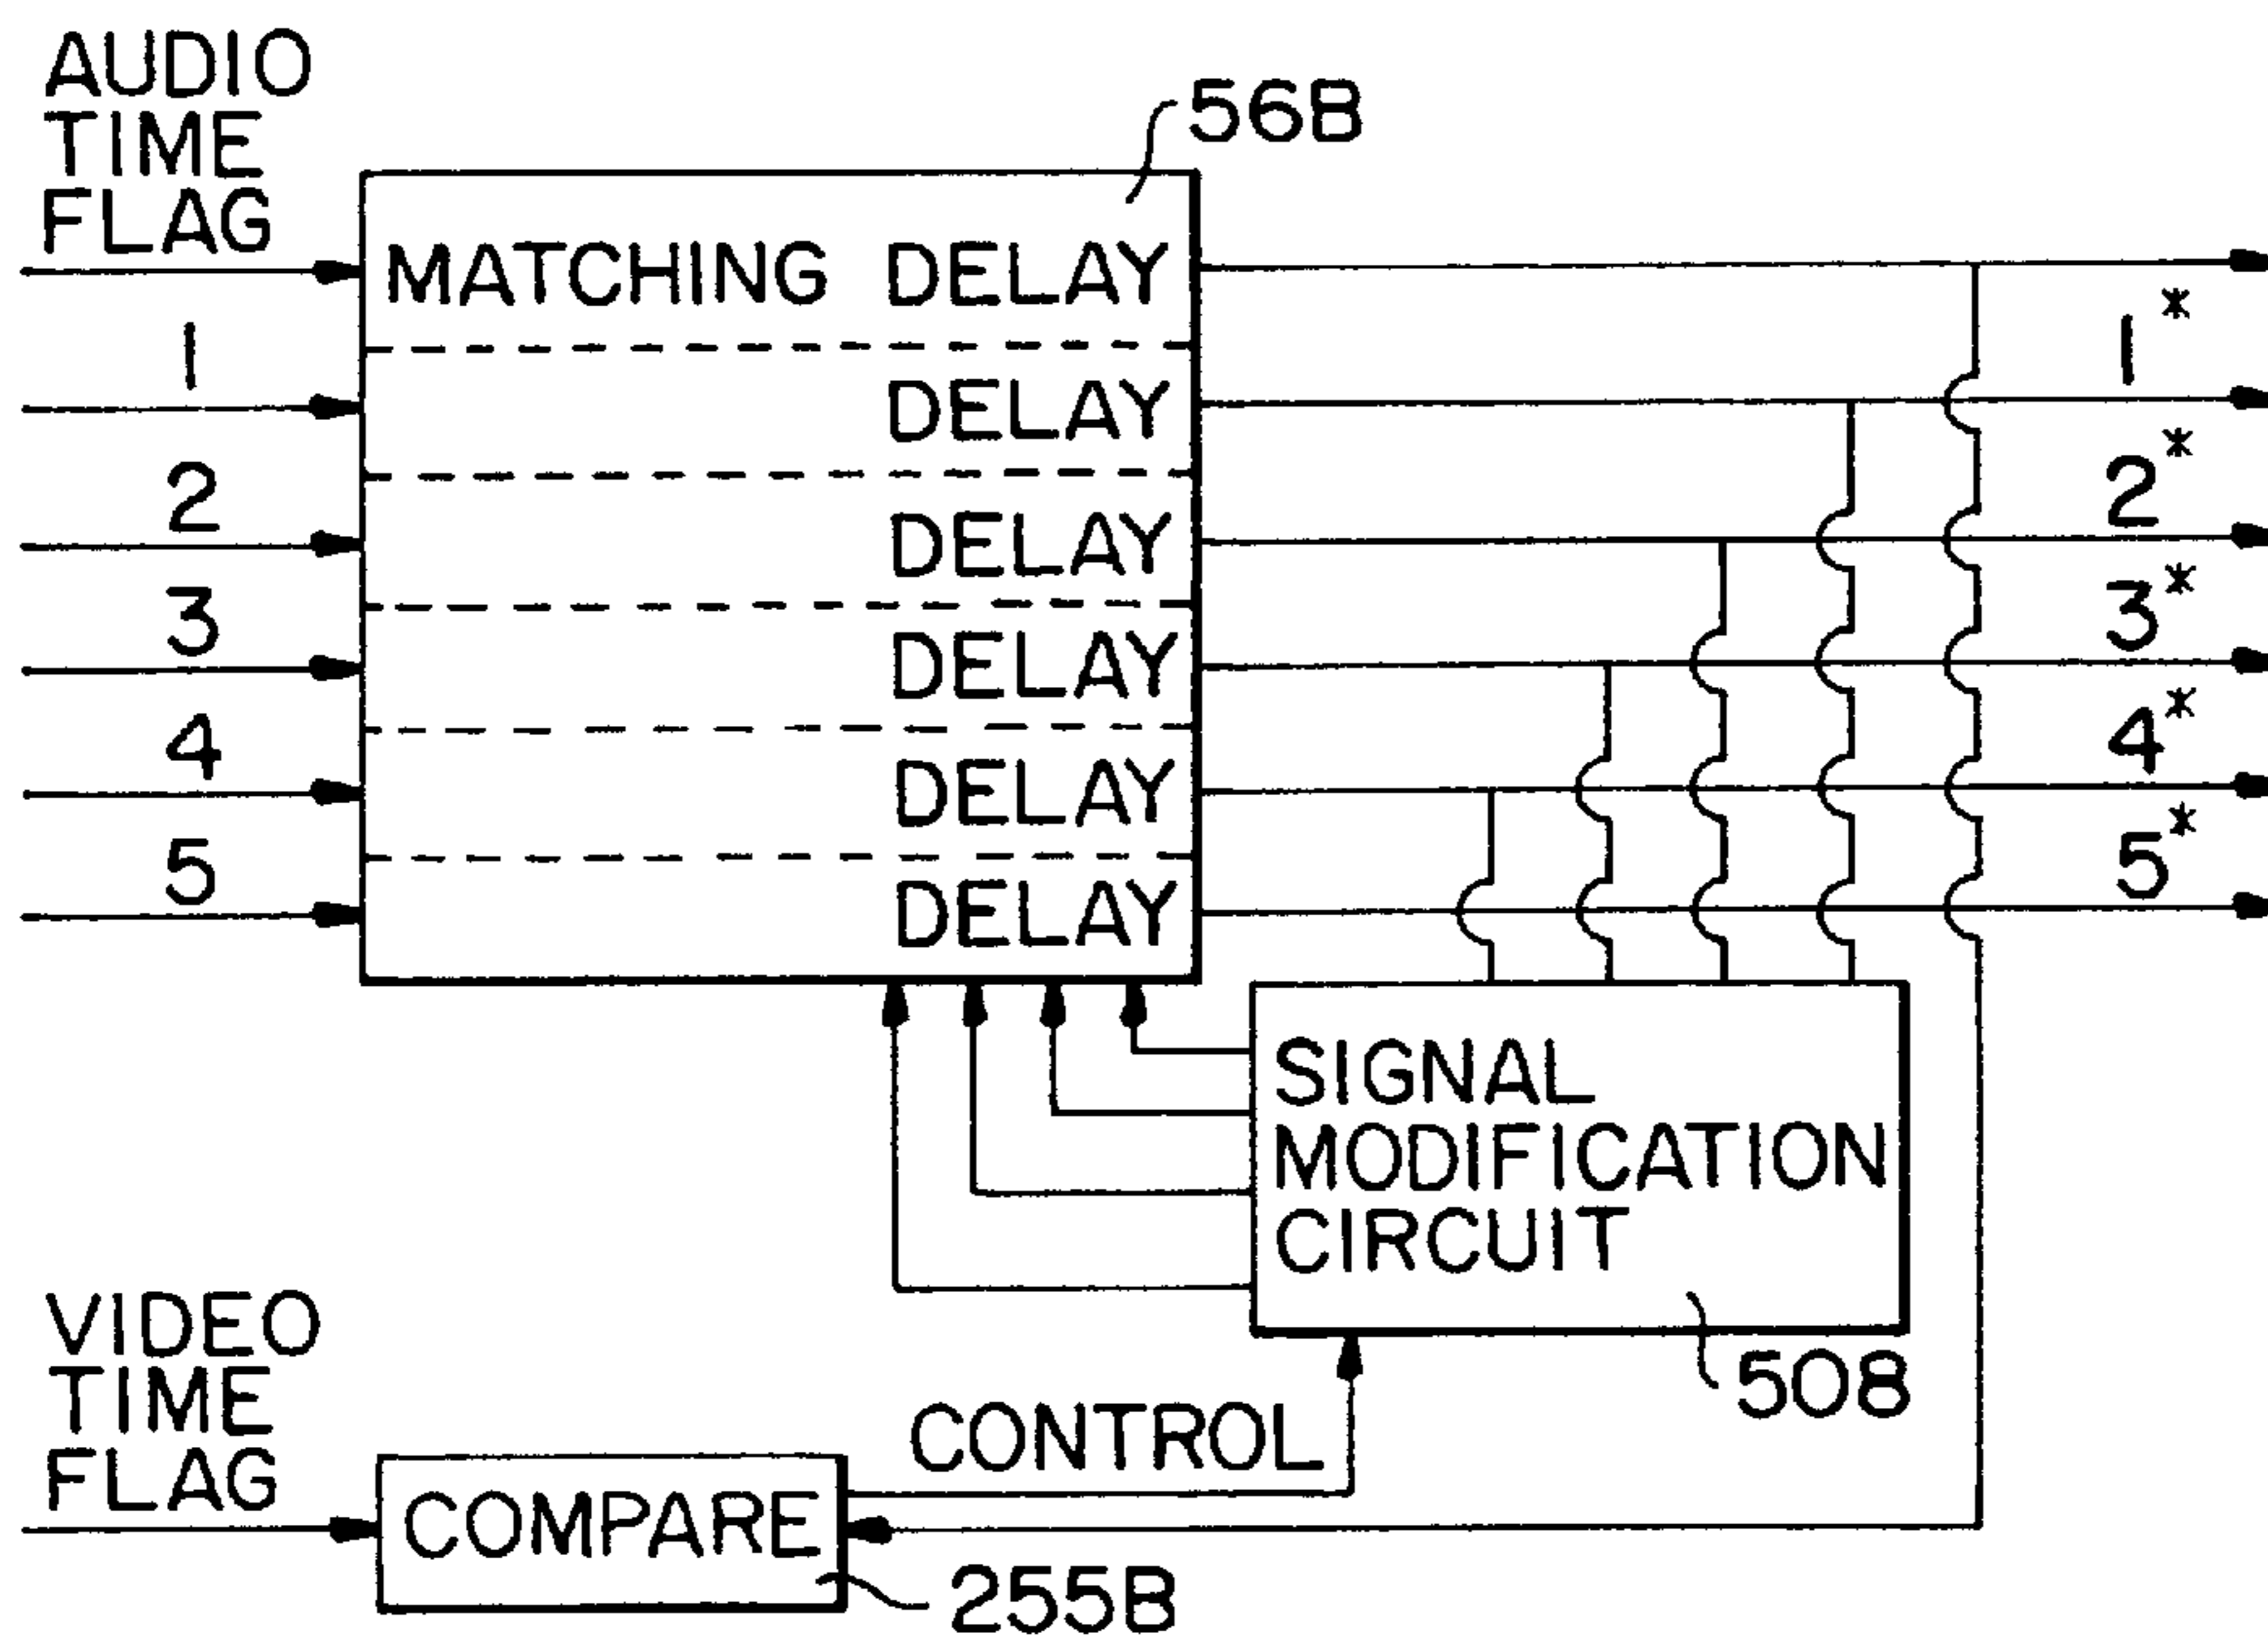 AUDIO
TIME
FLAG
56B
MATCHING DELAY
1
1*
DELAY
2
2*
DELAY
3
3*
DELAY
4
4*
DELAY
5
5*
DELAY
SIGNAL
MODIFICATION
CIRCUIT
508
VIDEO
TIME
FLAG
CONTROL
COMPARE
255B